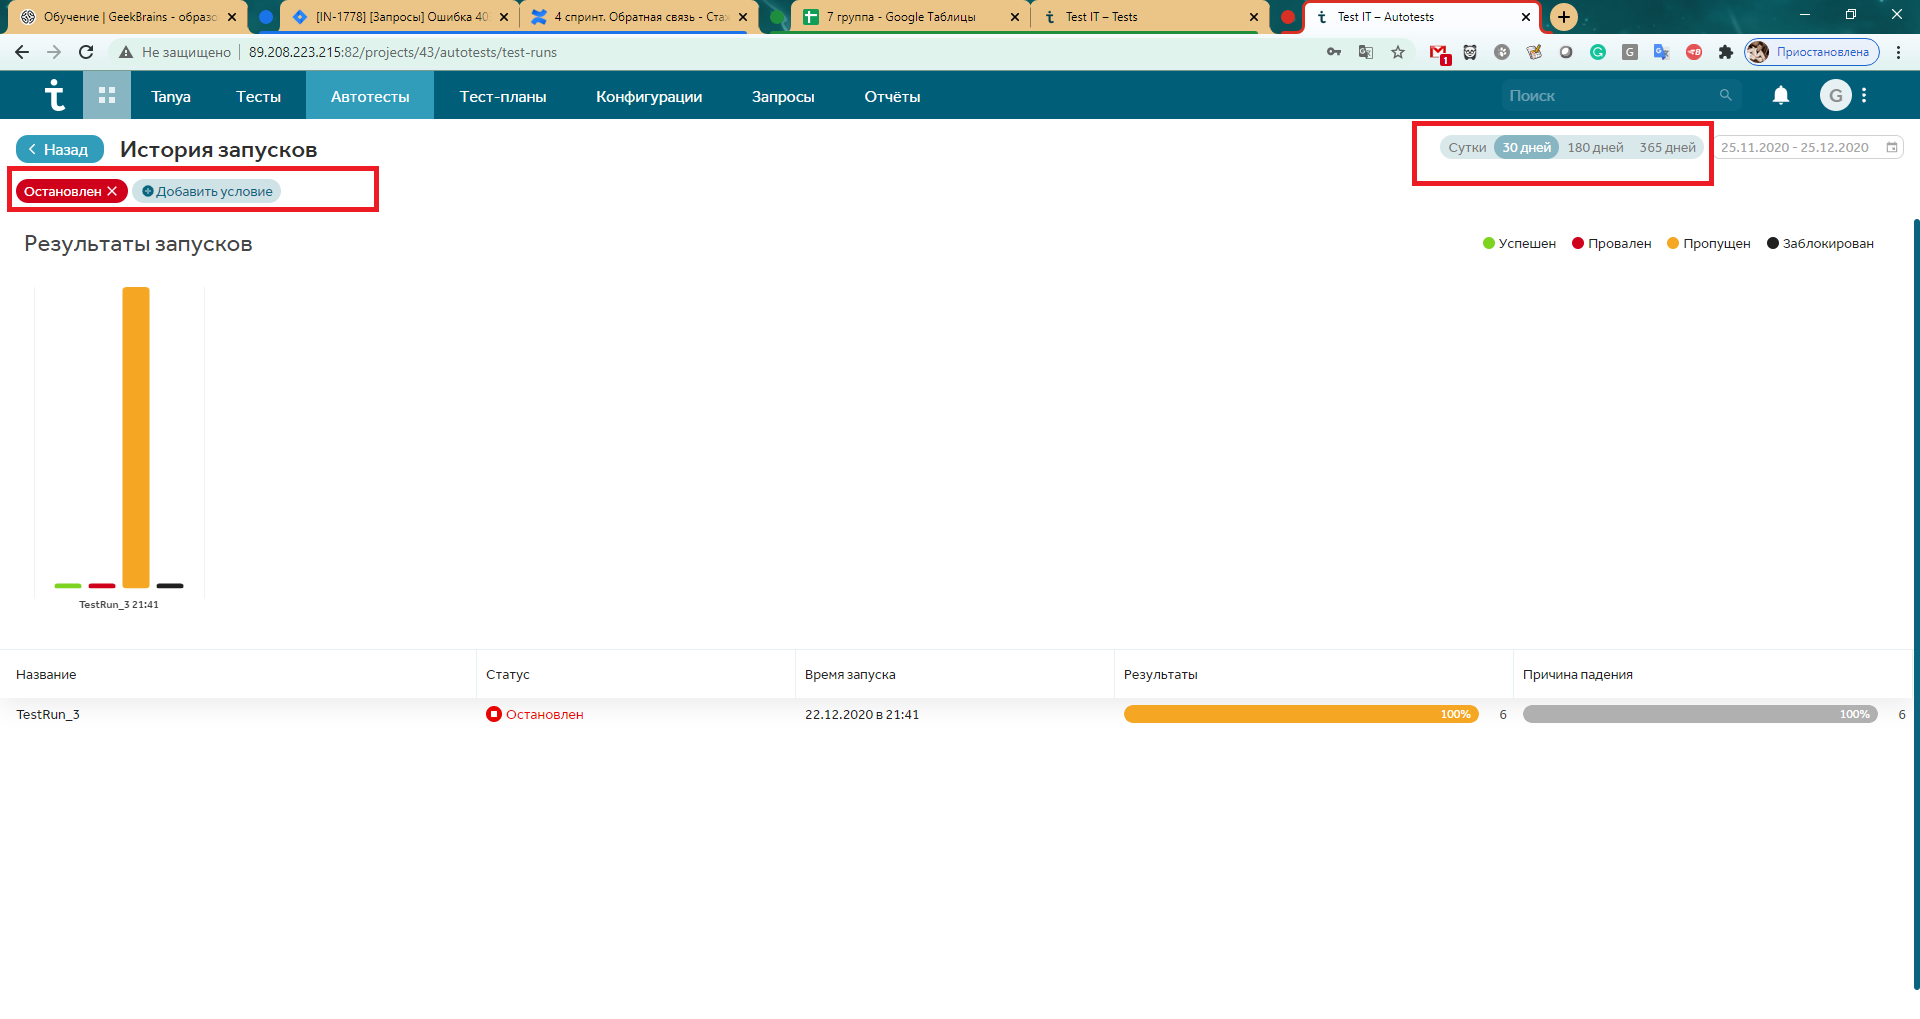 Обучение | GeekBrains - образо
[IN-1778] [Запросы] Ошибка 40
4 спринт. Обратная связь - Ста
7 группа - Google Таблицы
Test IT – Tests
Test IT – Autotests
Не защищено
89.208.223.215:82/projects/43/autotests/test-runs
1
G
Приостановлена
Tanya
Тесты
Автотесты
Тест-планы
Конфигурации
Запросы
Отчёты
Поиск
G
Назад
История запусков
Сутки 30 дней 180 дней 365 дней
25.11.2020 - 25.12.2020
Остановлен
Добавить условие
Результаты запусков
Успешен Провален Пропущен Заблокирован
TestRun_3 21:41
Название Статус Время запуска Результаты Причина падения
TestRun_3 Остановлен 22.12.2020 в 21:41 100% 6 100% 6